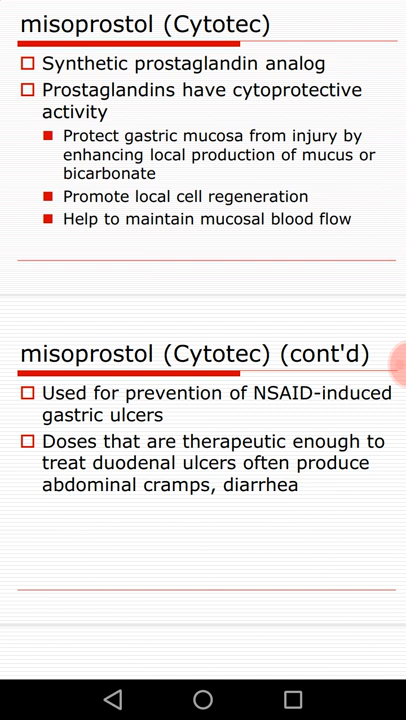 misoprostol (Cytotec)
Synthetic prostaglandin analog
Prostaglandins have cytoprotective
activity
Protect gastric mucosa from injury by
enhancing local production of mucus or
bicarbonate
Promote local cell regeneration
Help to maintain mucosal blood flow
misoprostol (Cytotec) (cont'd)
Used for prevention of NSAID-induced
gastric ulcers
Doses that are therapeutic enough to
treat duodenal ulcers often produce
abdominal cramps, diarrhea